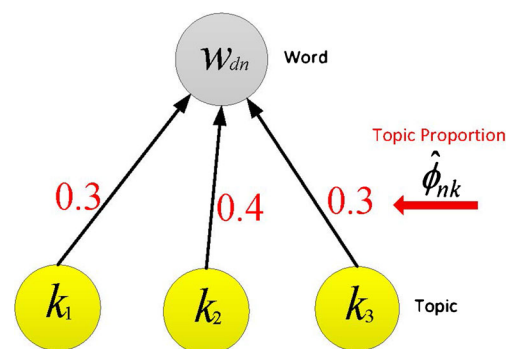 w_dn Word
Topic Proportion
ϕ̂_nk
0.3 0.4 0.3
k_1 k_2 k_3 Topic